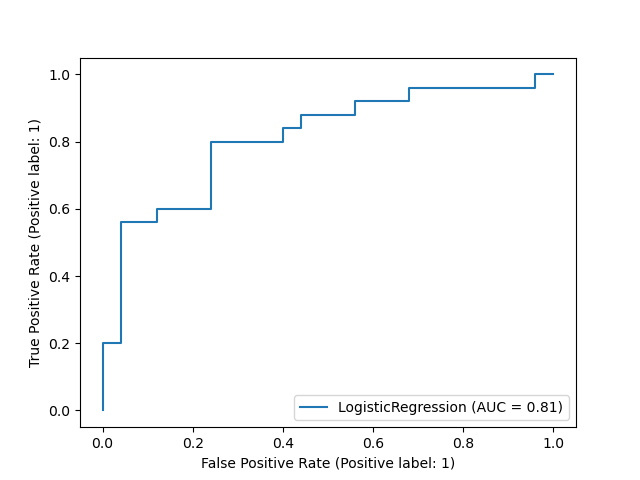 1.0
0.8
0.6
0.4
0.2
0.0
True Positive Rate (Positive label: 1)
LogisticRegression (AUC = 0.81)
0.0 0.2 0.4 0.6 0.8 1.0
False Positive Rate (Positive label: 1)